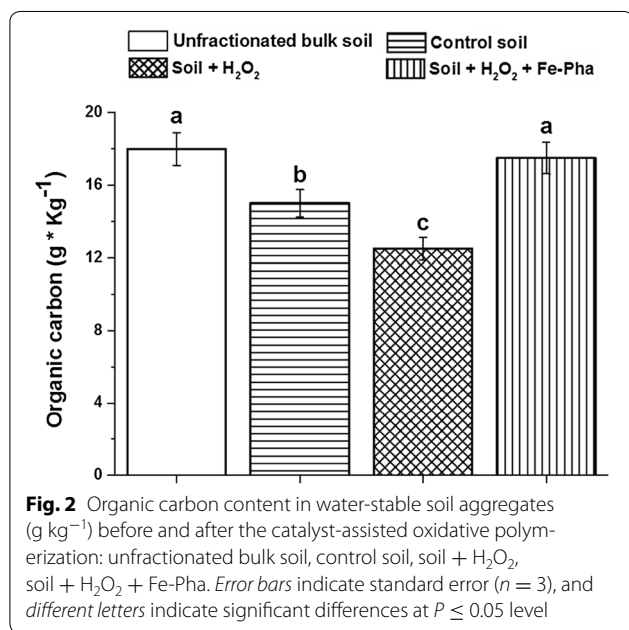 Unfractionated bulk soil Control soil
Soil + H₂O₂ Soil + H₂O₂ + Fe-Pha
20
16
12
8
4
0
Organic carbon (g * Kg⁻¹)
a
b
c
a
Fig. 2 Organic carbon content in water-stable soil aggregates
(g kg⁻¹) before and after the catalyst-assisted oxidative polym-
erization: unfractionated bulk soil, control soil, soil + H₂O₂,
soil + H₂O₂ + Fe-Pha. Error bars indicate standard error (n = 3), and
different letters indicate significant differences at P ≤ 0.05 level